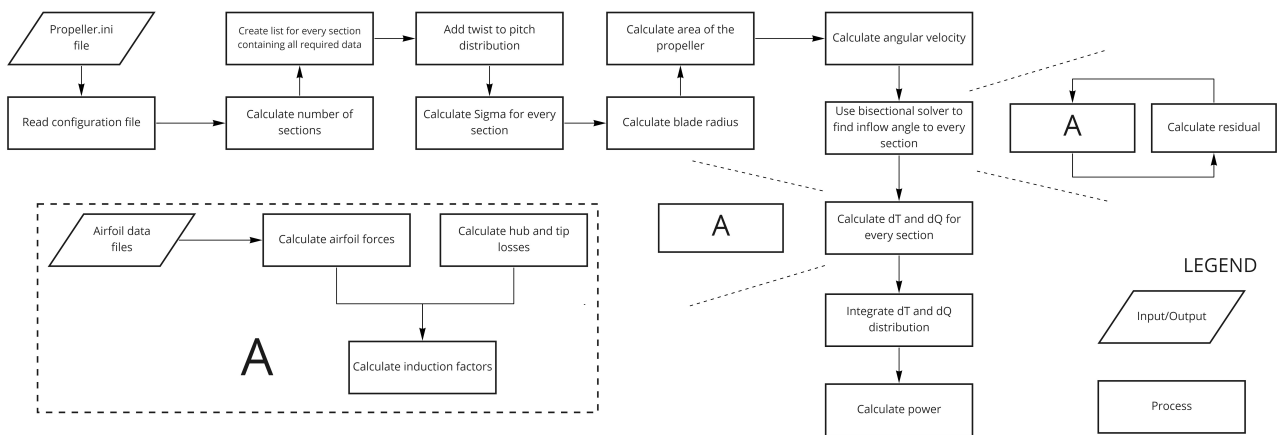 Propeller.ini
file
Read configuration file
Create list for every section
containing all required data
Calculate number of
sections
Add twist to pitch
distribution
Calculate Sigma for every
section
Calculate area of the
propeller
Calculate blade radius
Calculate angular velocity
Use bisectional solver to
find inflow angle to every
section
A
Calculate residual
Calculate dT and dQ for
every section
A
Integrate dT and dQ
distribution
Calculate power
Airfoil data
files
Calculate airfoil forces
Calculate hub and tip
losses
A
Calculate induction factors
LEGEND
Input/Output
Process